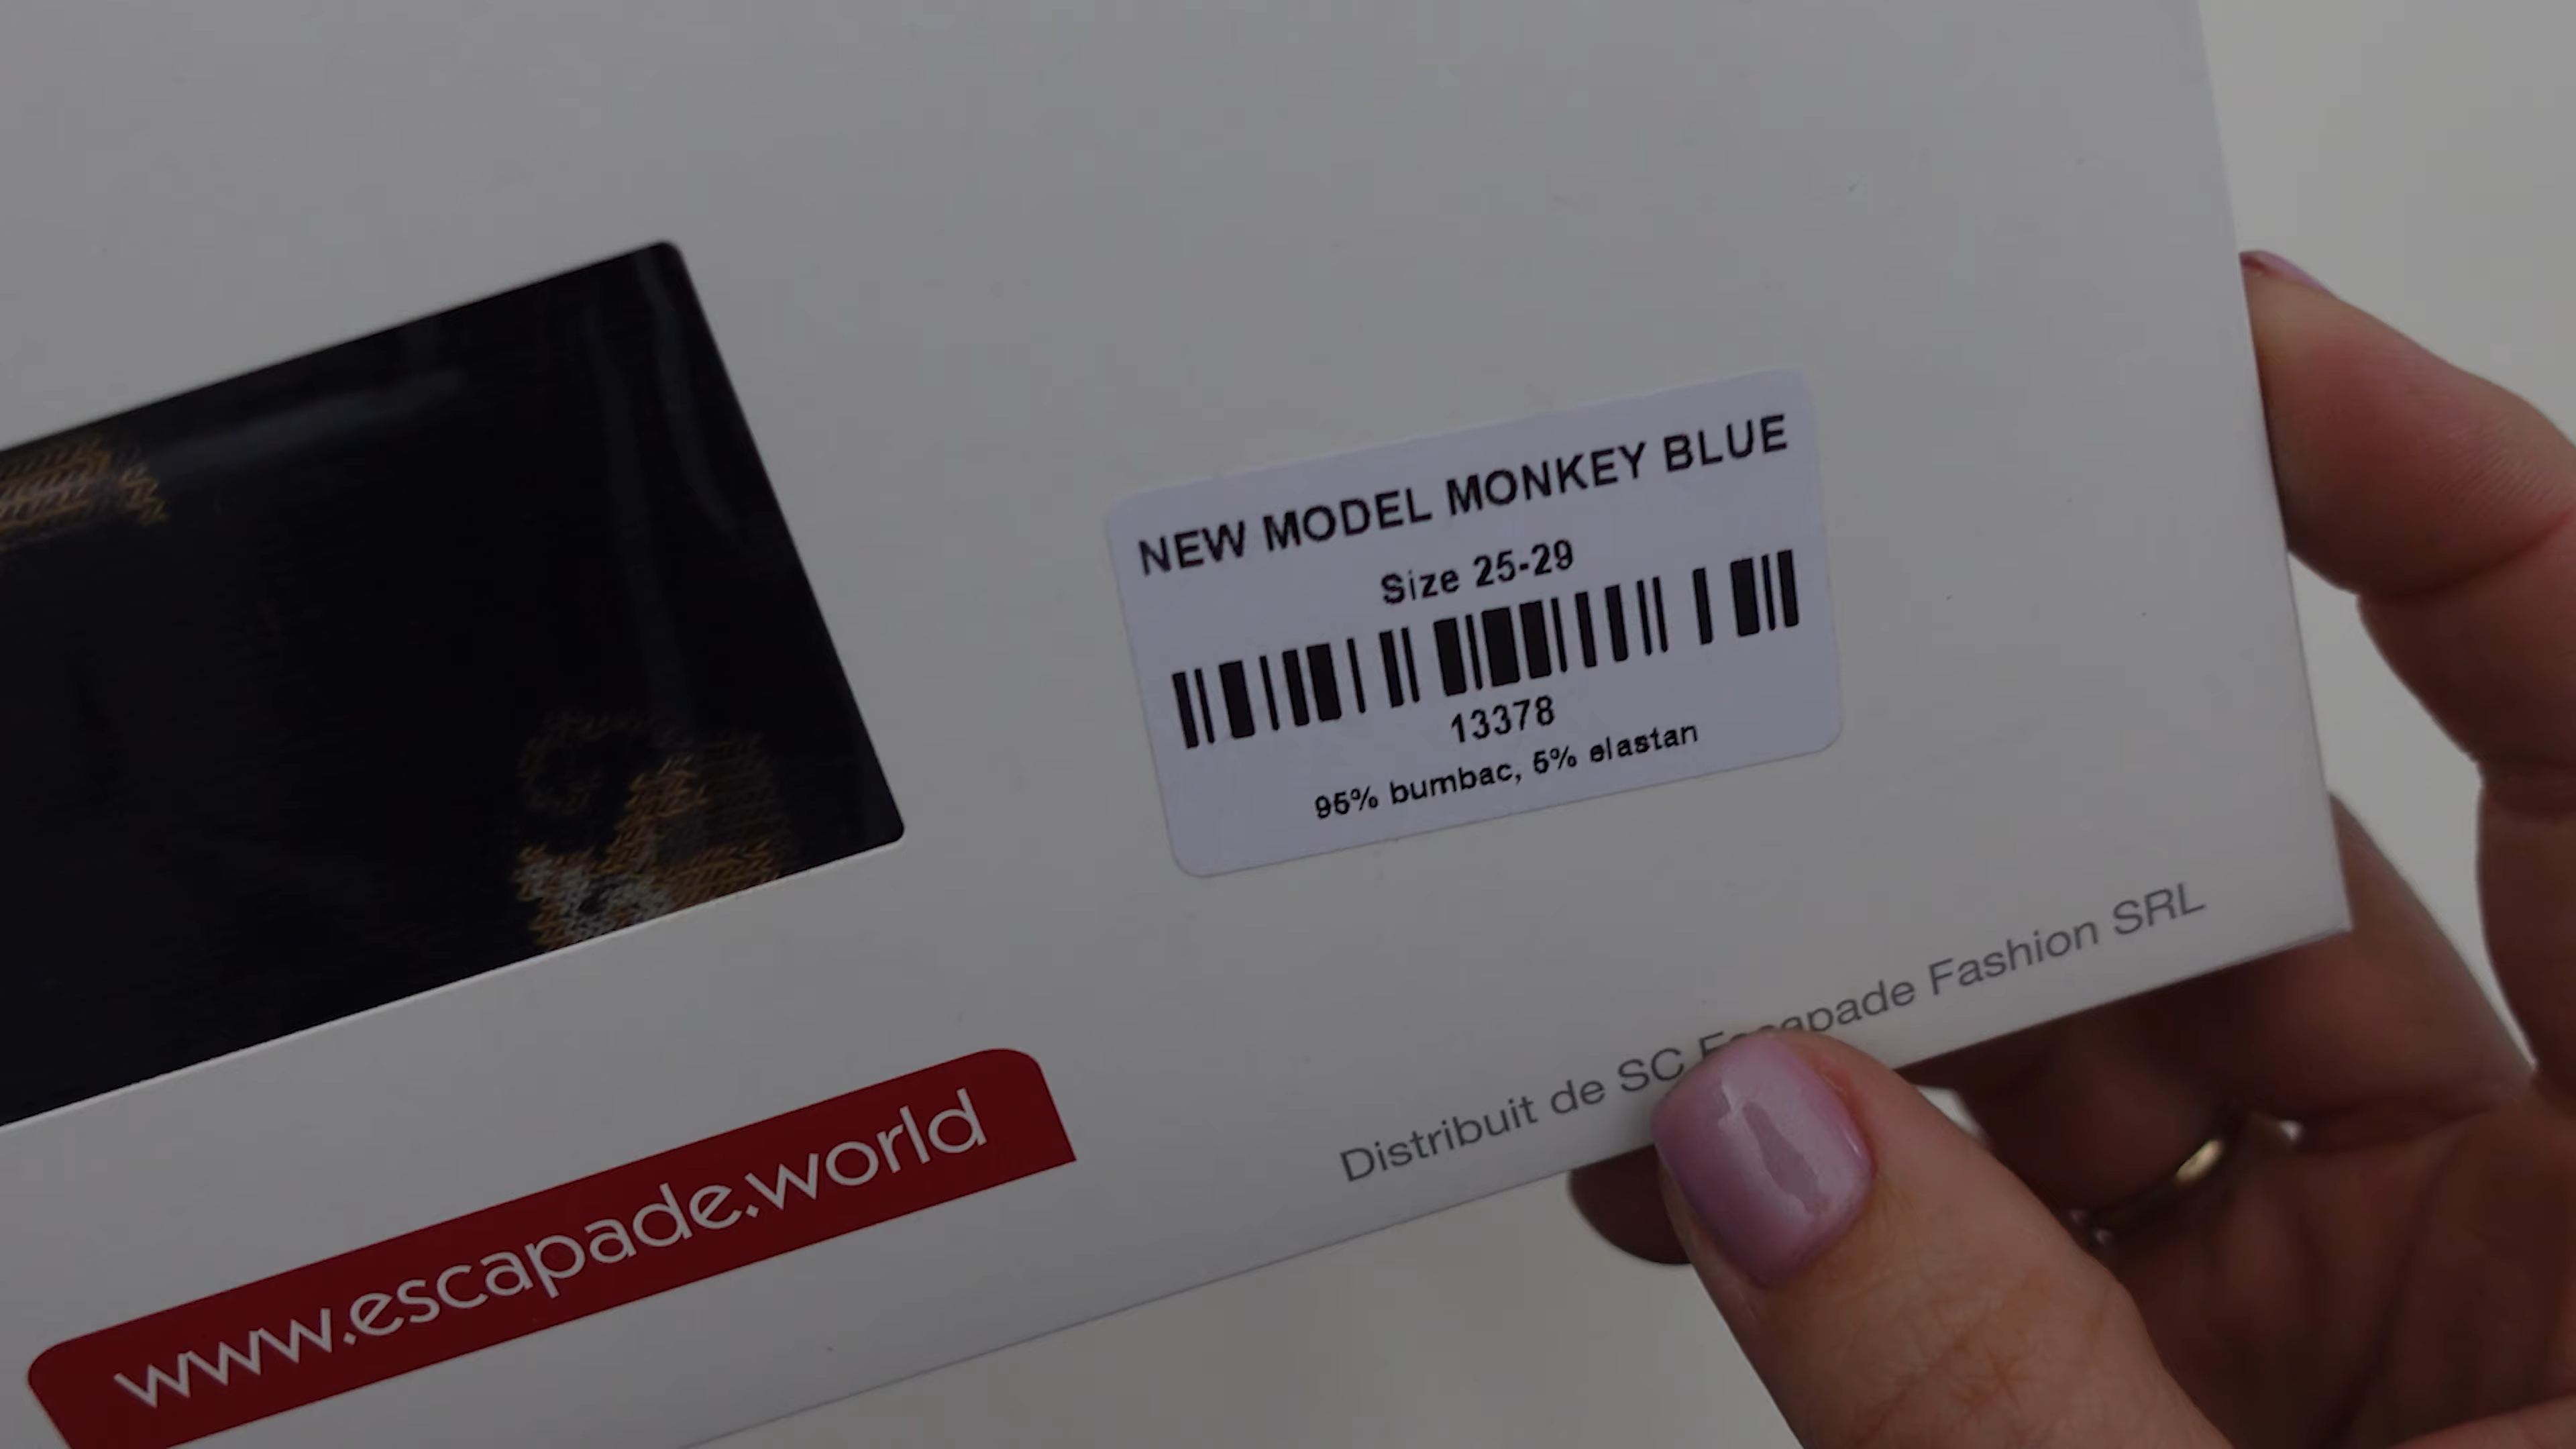 NEW MODEL MONKEY BLUE
Size 25-29
13378
95% bumbac, 5% elastan
Distribuit de SC Escapade Fashion SRL
www.escapade.world